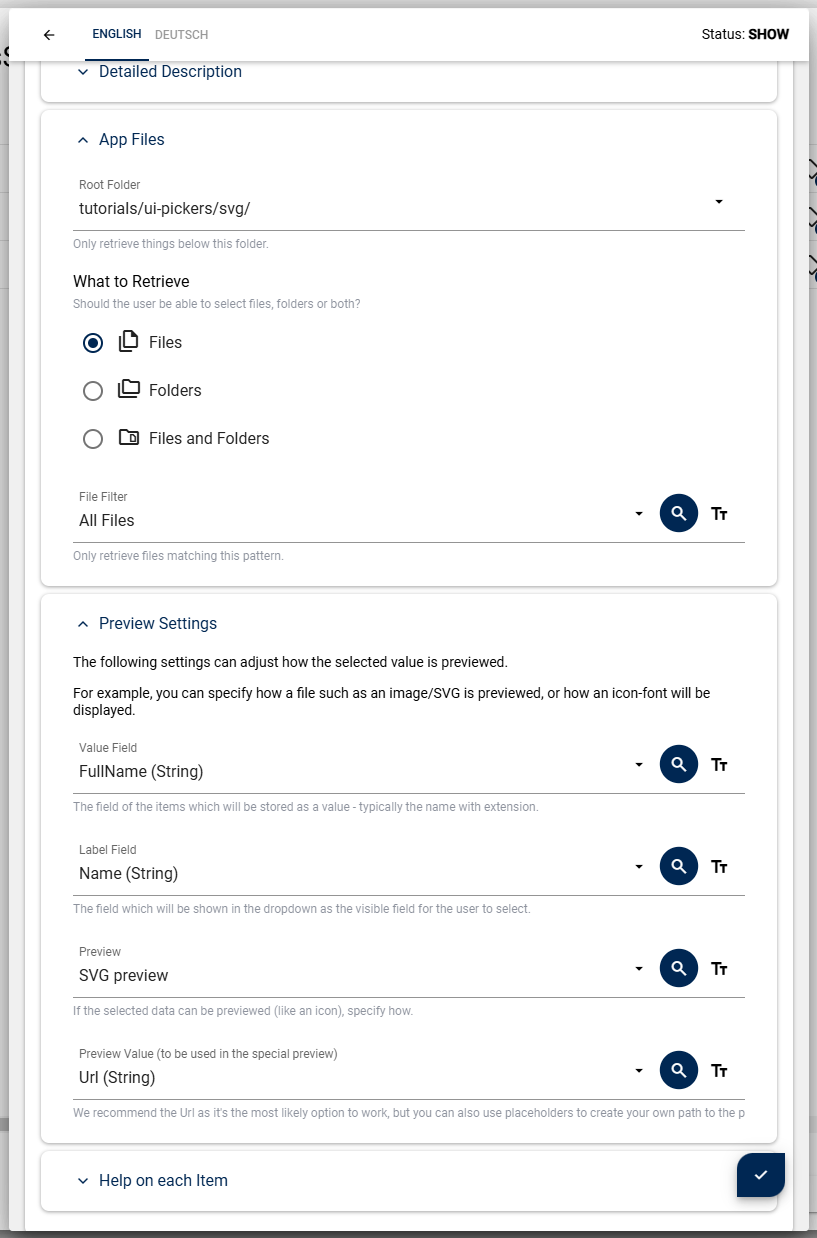 ENGLISH DEUTSCH Status: SHOW
Detailed Description
App Files
Root Folder
tutorials/ui-pickers/svg/
Only retrieve things below this folder.
What to Retrieve
Should the user be able to select files, folders or both?
Files
Folders
Files and Folders
File Filter
All Files
Only retrieve files matching this pattern.
Preview Settings
The following settings can adjust how the selected value is previewed.
For example, you can specify how a file such as an image/SVG is previewed, or how an icon-font will be
displayed.
Value Field
FullName (String)
The field of the items which will be stored as a value - typically the name with extension.
Label Field
Name (String)
The field which will be shown in the dropdown as the visible field for the user to select.
Preview
SVG preview
If the selected data can be previewed (like an icon), specify how.
Preview Value (to be used in the special preview)
Url (String)
We recommend the Url as it's the most likely option to work, but you can also use placeholders to create your own path to the p
Help on each Item